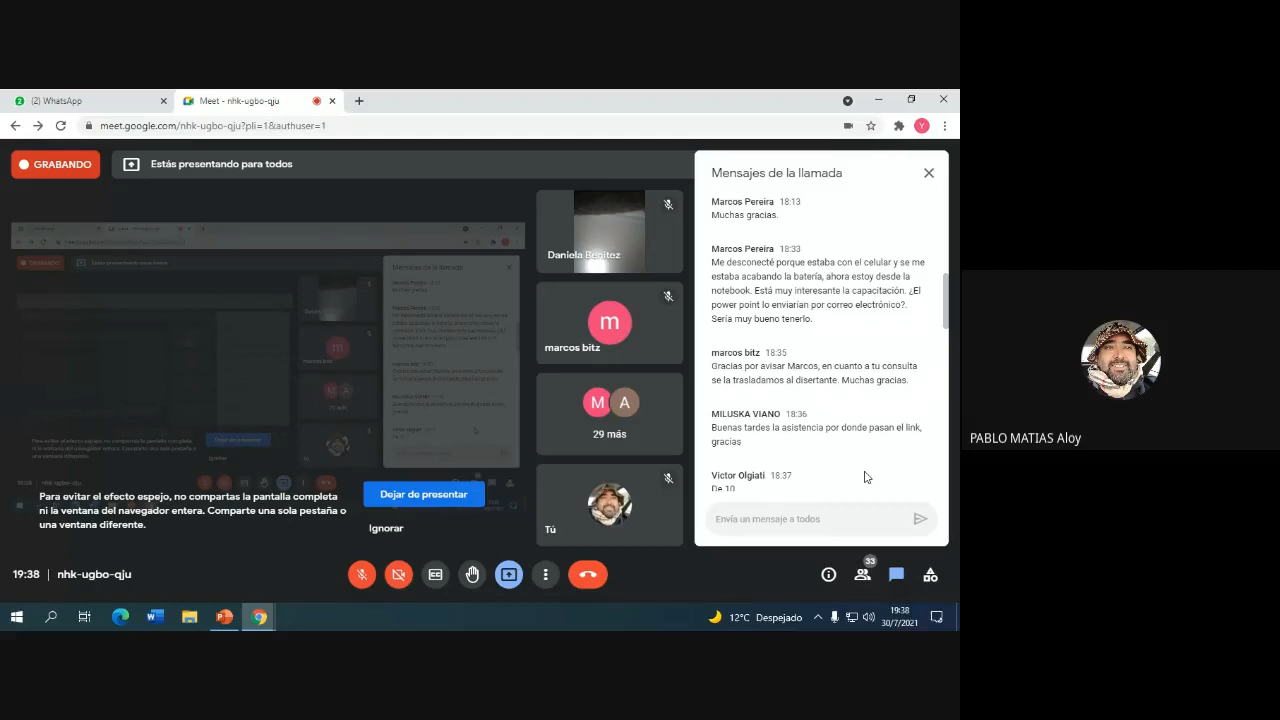 (2) WhatsApp
Meet - nhk-ugbo-qju
meet.google.com/nhk-ugbo-qju?pli=1&authuser=1
Y
GRABANDO
Estás presentando para todos
Daniela Benitez
m
marcos bitz
M A
29 más
Tú
Para evitar el efecto espejo, no compartas la pantalla completa
ni la ventana del navegador entera. Comparte una sola pestaña o
una ventana diferente.
Dejar de presentar
Ignorar
Mensajes de la llamada
Marcos Pereira 18:13
Muchas gracias.
Marcos Pereira 18:33
Me desconecté porque estaba con el celular y se me
estaba acabando la batería, ahora estoy desde la
notebook. Está muy interesante la capacitación. ¿El
power point lo enviarían por correo electrónico?.
Sería muy bueno tenerlo.
marcos bitz 18:35
Gracias por avisar Marcos, en cuanto a tu consulta
se la trasladamos al disertante. Muchas gracias.
MILUSKA VIANO 18:36
Buenas tardes la asistencia por donde pasan el link,
gracias
Victor Olgiati 18:37
De 10
Envía un mensaje a todos
19:38 | nhk-ugbo-qju
33
12°C Despejado
19:38
30/7/2021
PABLO MATIAS Aloy